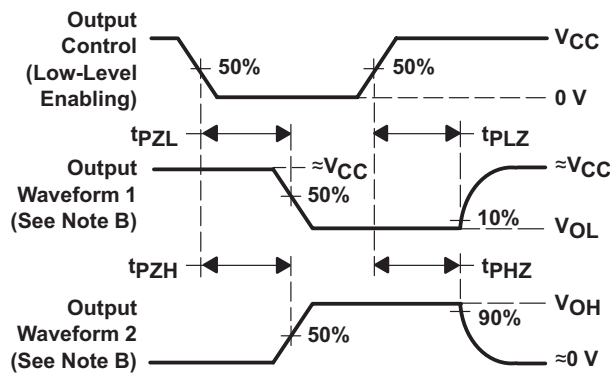 Output
Control
(Low-Level
Enabling)
50%
50%
VCC
0 V
tPZL
tPLZ
Output
Waveform 1
(See Note B)
≈VCC
50%
≈VCC
10%
VOL
tPZH
tPHZ
Output
Waveform 2
(See Note B)
50%
VOH
90%
≈0 V